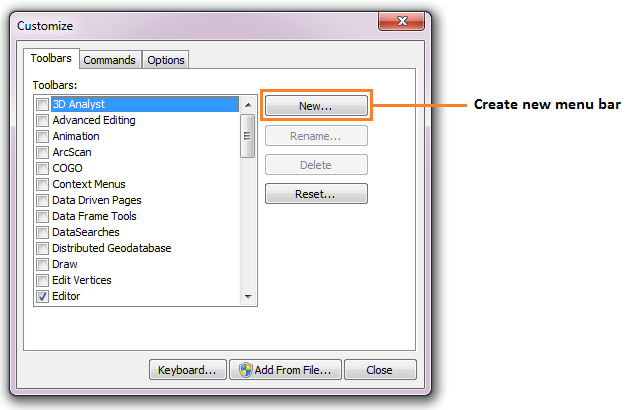 Customize
Toolbars
Commands
Options
Toolbars:
3D Analyst
Advanced Editing
Animation
ArcScan
COGO
Context Menus
Data Driven Pages
Data Frame Tools
DataSearches
Distributed Geodatabase
Draw
Edit Vertices
Editor
New...
Rename...
Delete
Reset...
Create new menu bar
Keyboard...
Add From File...
Close